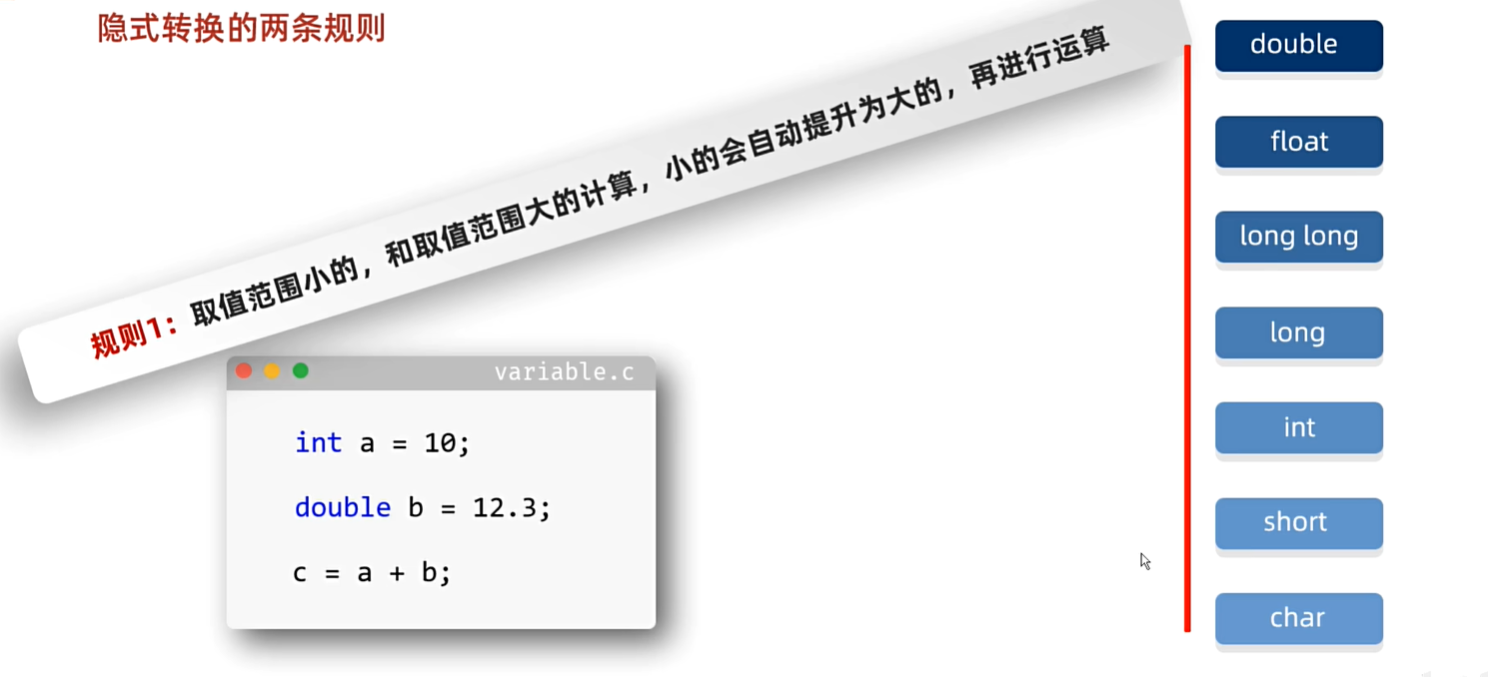 隐式转换的两条规则
规则1：取值范围小的，和取值范围大的计算，小的会自动提升为大的，再进行运算
variable.c
int a = 10;
double b = 12.3;
c = a + b;
double
float
long long
long
int
short
char